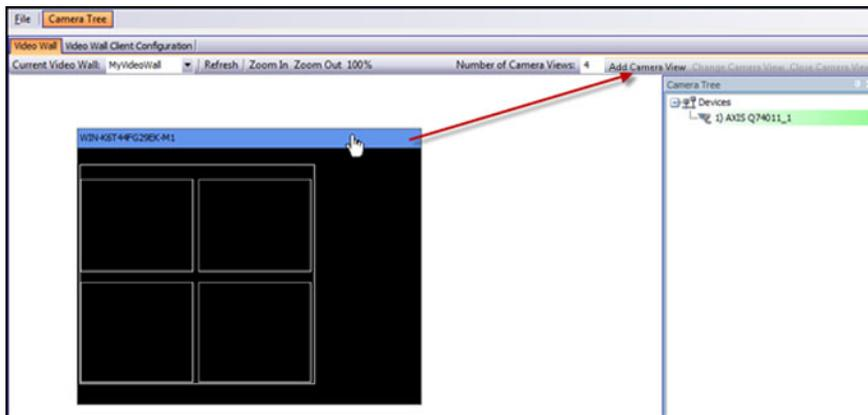 File | Camera Tree
Video Wall | Video Wall Client Configuration
Current Video Wall: MyVideoWall | Refresh | Zoom In Zoom Out 100% Number of Camera Views: 4 Add Camera View Change Camera View Close Camera View
Camera Tree
Devices
1) AXIS Q74011_1
WIN-K6T44FG29EK-M1